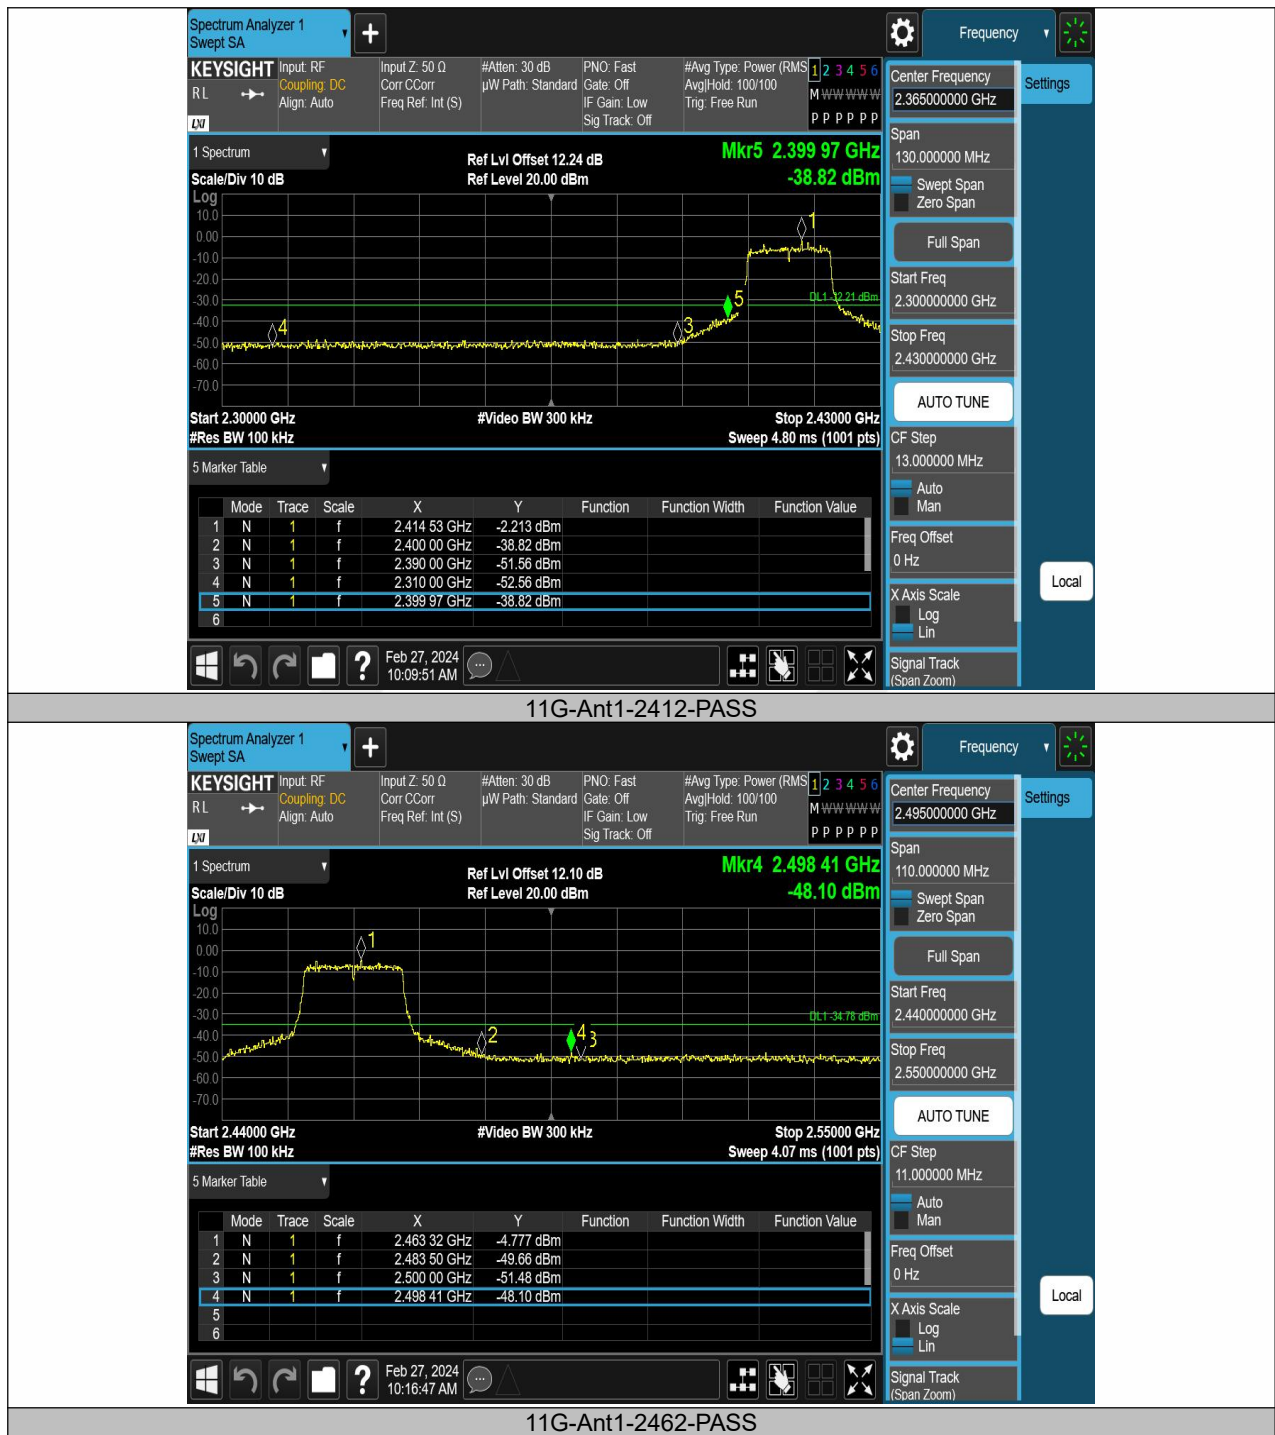 Spectrum Analyzer 1
Swept SA
+
Frequency
KEYSIGHT
R L
LXI
Input: RF
Coupling: DC
Align: Auto
Input Z: 50 Ω
Corr CCorr
Freq Ref: Int (S)
#Atten: 30 dB
µW Path: Standard
PNO: Fast
Gate: Off
IF Gain: Low
Sig Track: Off
#Avg Type: Power (RMS
Avg|Hold: 100/100
Trig: Free Run
1 2 3 4 5 6
M W W W W W
P P P P P P
Center Frequency
2.365000000 GHz
Settings
Span
130.000000 MHz
Swept Span
Zero Span
Full Span
Start Freq
2.300000000 GHz
Stop Freq
2.430000000 GHz
AUTO TUNE
CF Step
13.000000 MHz
Auto
Man
Freq Offset
0 Hz
X Axis Scale
Log
Lin
Signal Track
(Span Zoom)
Local
1 Spectrum
Scale/Div 10 dB
Ref Lvl Offset 12.24 dB
Ref Level 20.00 dBm
Mkr5 2.399 97 GHz
-38.82 dBm
Log
10.0
0.00
-10.0
-20.0
-30.0
-40.0
-50.0
-60.0
-70.0
1
5
3
4
DL1 -32.21 dBm
Start 2.30000 GHz
#Video BW 300 kHz
Stop 2.43000 GHz
#Res BW 100 kHz
Sweep 4.80 ms (1001 pts)
5 Marker Table
Mode Trace Scale X Y Function Function Width Function Value
1 N 1 f 2.414 53 GHz -2.213 dBm
2 N 1 f 2.400 00 GHz -38.82 dBm
3 N 1 f 2.390 00 GHz -51.56 dBm
4 N 1 f 2.310 00 GHz -52.56 dBm
5 N 1 f 2.399 97 GHz -38.82 dBm
6
?
Feb 27, 2024
10:09:51 AM
11G-Ant1-2412-PASS
Spectrum Analyzer 1
Swept SA
+
Frequency
KEYSIGHT
R L
LXI
Input: RF
Coupling: DC
Align: Auto
Input Z: 50 Ω
Corr CCorr
Freq Ref: Int (S)
#Atten: 30 dB
µW Path: Standard
PNO: Fast
Gate: Off
IF Gain: Low
Sig Track: Off
#Avg Type: Power (RMS
Avg|Hold: 100/100
Trig: Free Run
1 2 3 4 5 6
M W W W W W
P P P P P P
Center Frequency
2.495000000 GHz
Settings
Span
110.000000 MHz
Swept Span
Zero Span
Full Span
Start Freq
2.440000000 GHz
Stop Freq
2.550000000 GHz
AUTO TUNE
CF Step
11.000000 MHz
Auto
Man
Freq Offset
0 Hz
X Axis Scale
Log
Lin
Signal Track
(Span Zoom)
Local
1 Spectrum
Scale/Div 10 dB
Ref Lvl Offset 12.10 dB
Ref Level 20.00 dBm
Mkr4 2.498 41 GHz
-48.10 dBm
Log
10.0
0.00
-10.0
-20.0
-30.0
-40.0
-50.0
-60.0
-70.0
1
2
4
3
DL1 -34.78 dBm
Start 2.44000 GHz
#Video BW 300 kHz
Stop 2.55000 GHz
#Res BW 100 kHz
Sweep 4.07 ms (1001 pts)
5 Marker Table
Mode Trace Scale X Y Function Function Width Function Value
1 N 1 f 2.463 32 GHz -4.777 dBm
2 N 1 f 2.483 50 GHz -49.66 dBm
3 N 1 f 2.500 00 GHz -51.48 dBm
4 N 1 f 2.498 41 GHz -48.10 dBm
5
6
?
Feb 27, 2024
10:16:47 AM
11G-Ant1-2462-PASS